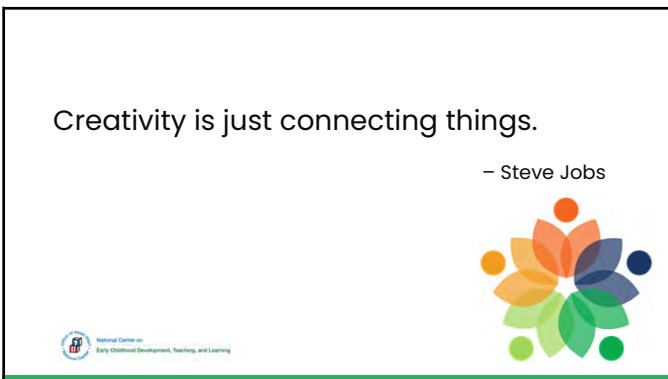 Creativity is just connecting things.
– Steve Jobs
National Center on
Early Childhood Development, Teaching, and Learning